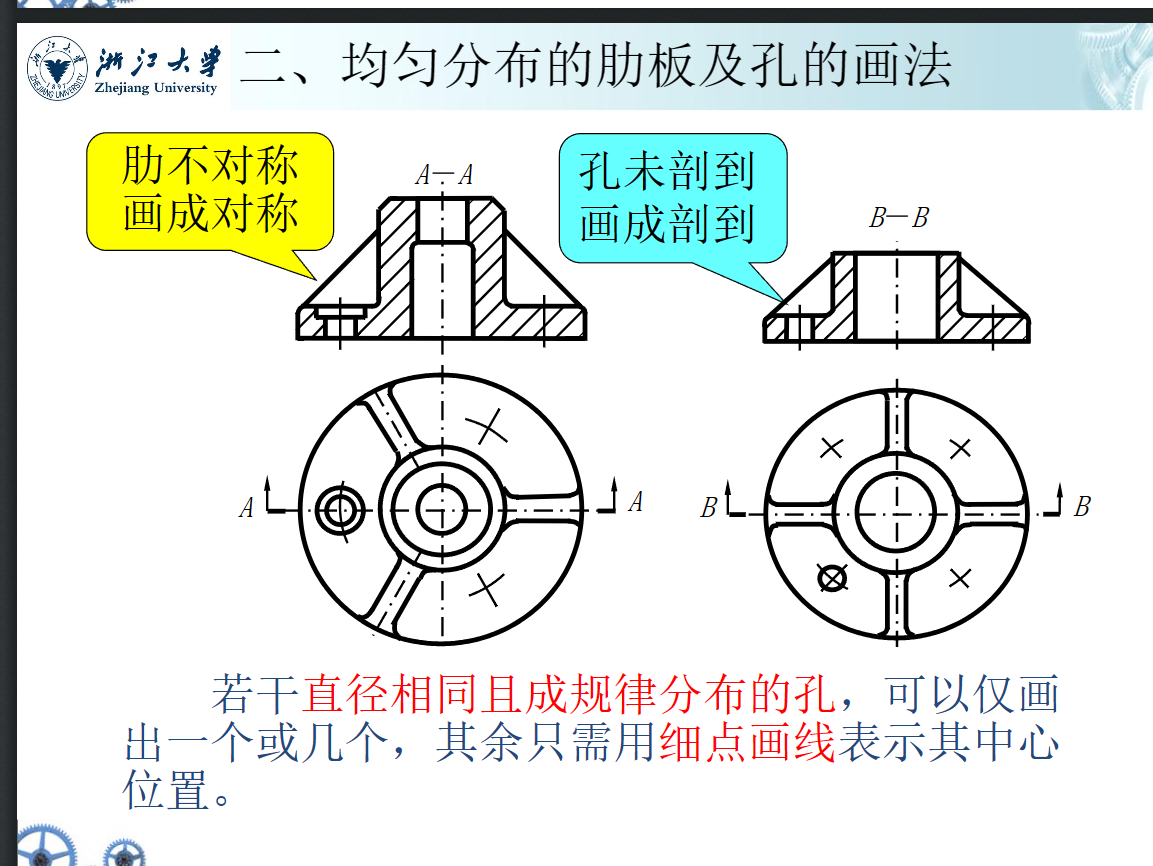 浙江大学
Zhejiang University
ZHEJIANG UNIVERSITY
1897
二、均匀分布的肋板及孔的画法
肋不对称
画成对称
A—A
孔未剖到
画成剖到
B—B
A
A
B
B
若干直径相同且成规律分布的孔，可以仅画
出一个或几个，其余只需用细点画线表示其中心
位置。